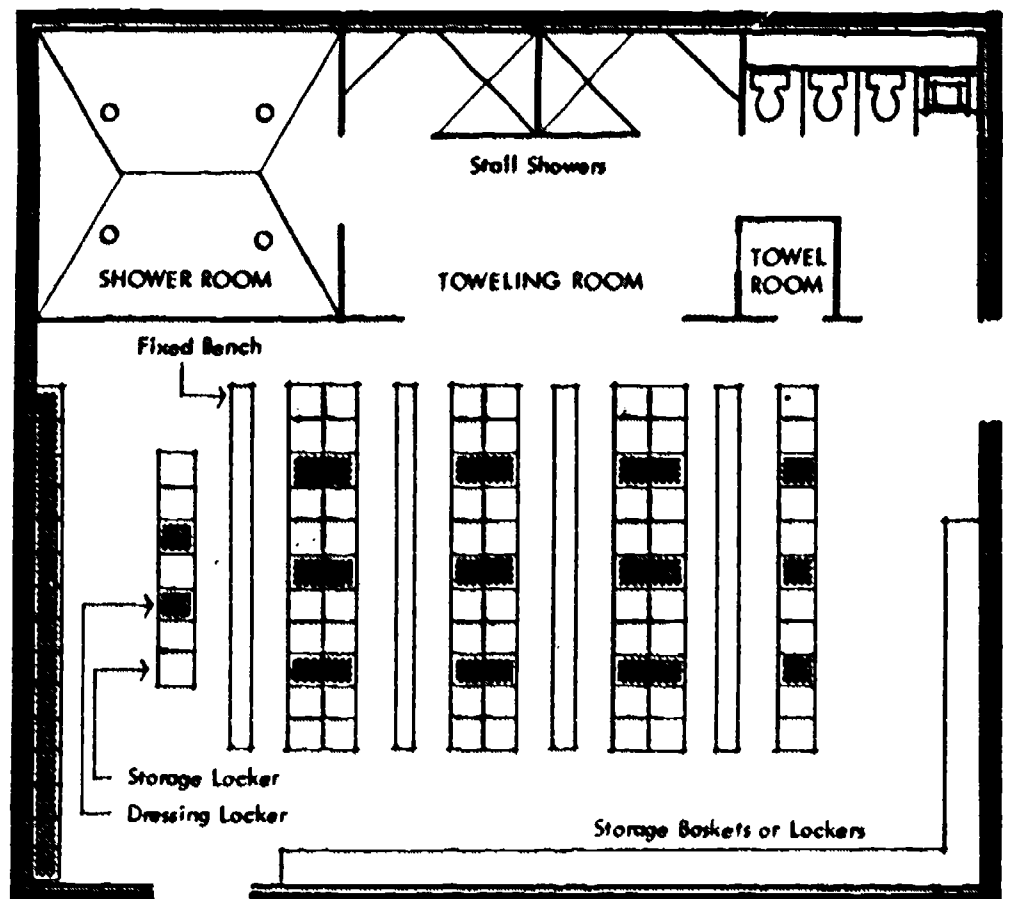 Stall Showers
SHOWER ROOM
TOWELING ROOM
TOWEL
ROOM
Fixed Bench
Storage Locker
Dressing Locker
Storage Baskets or Lockers